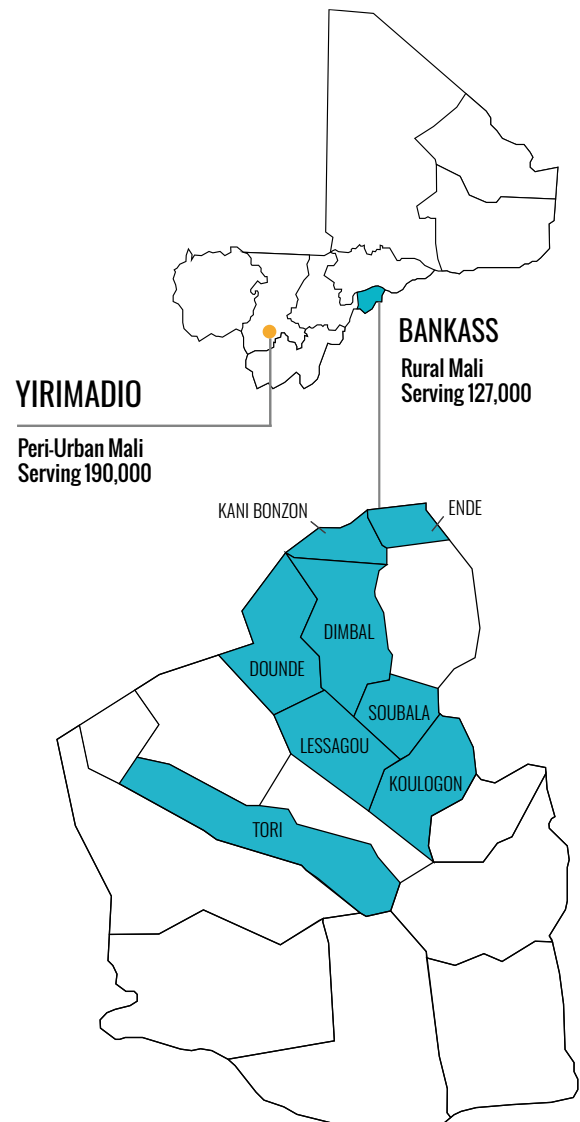 BANKASS
Rural Mali
Serving 127,000
YIRIMADIO
Peri-Urban Mali
Serving 190,000
KANI BONZON
ENDE
DIMBAL
DOUNDE
SOUBALA
LESSAGOU
KOULOGON
TORI